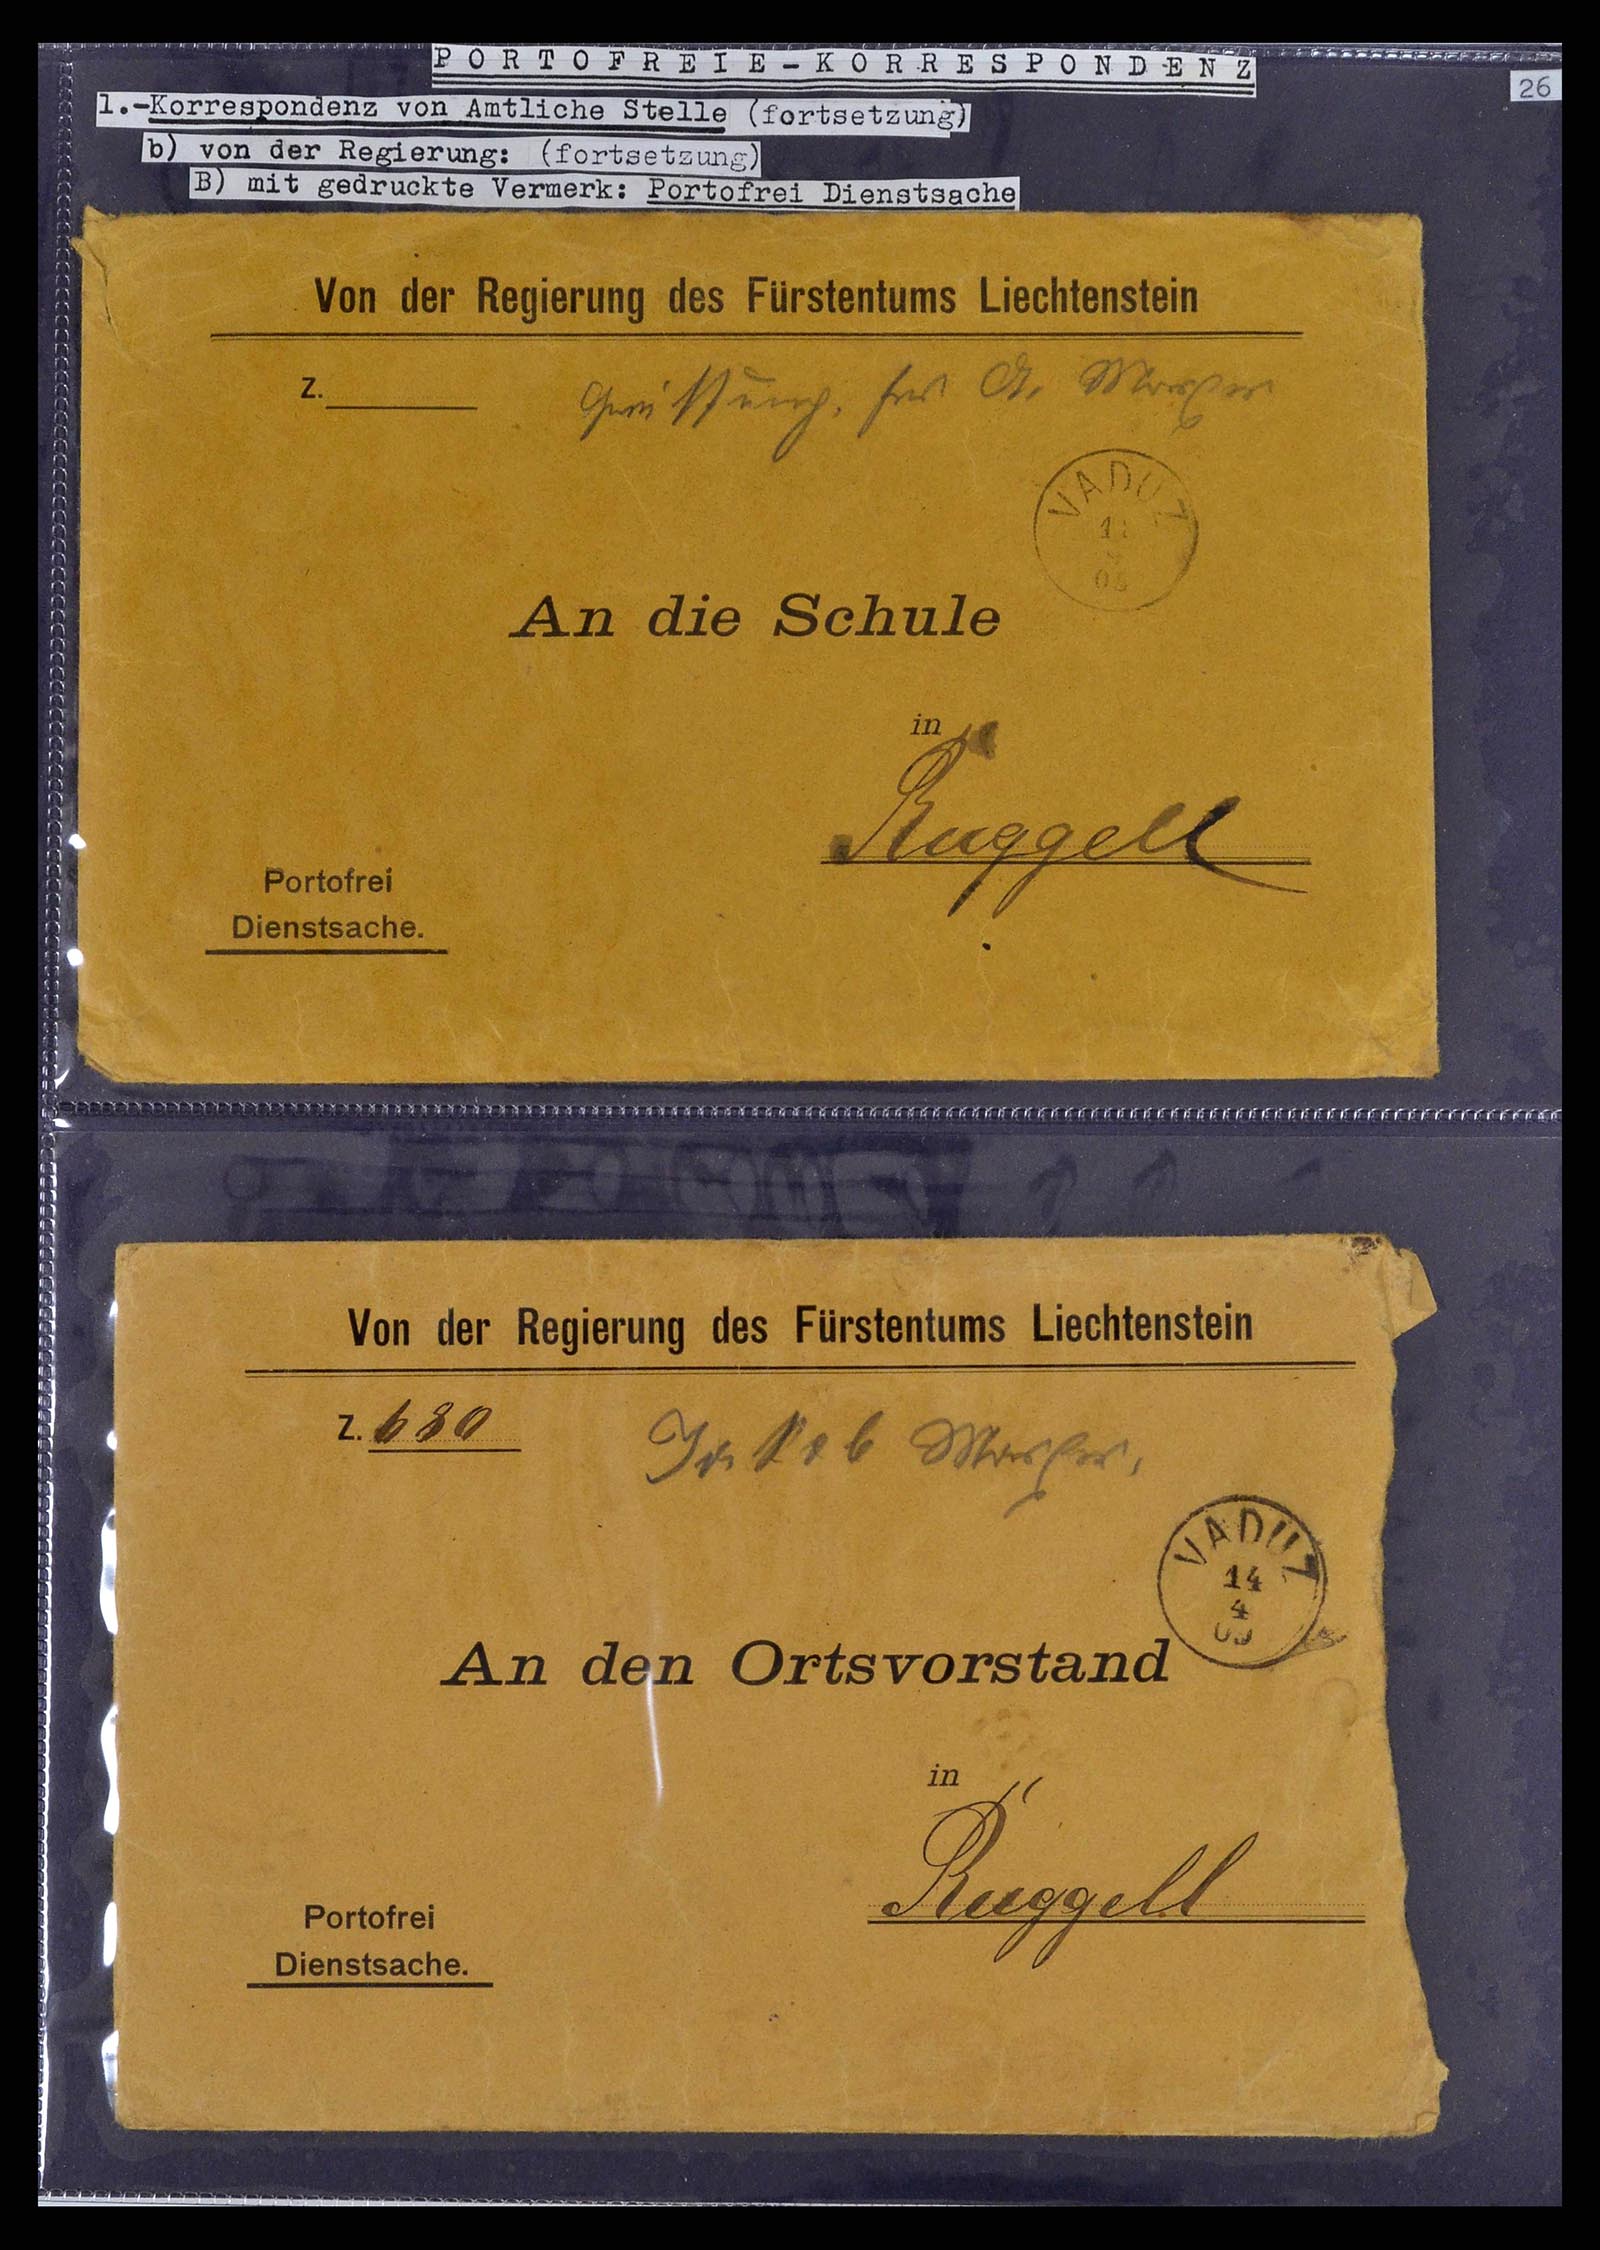 PORTOFREIE-KORRESPONDENZ
26
1.-Korrespondenz von Amtliche Stelle (fortsetzung)
b) von der Regierung: (fortsetzung)
B) mit gedruckte Vermerk: Portofrei Dienstsache
Von der Regierung des Fürstentums Liechtenstein
Z.
VADUZ
An die Schule
in
Ruggell
Portofrei
Dienstsache.
Von der Regierung des Fürstentums Liechtenstein
Z. 680
Jakob
VADUZ
14
4
An den Ortsvorstand
in
Ruggell
Portofrei
Dienstsache.